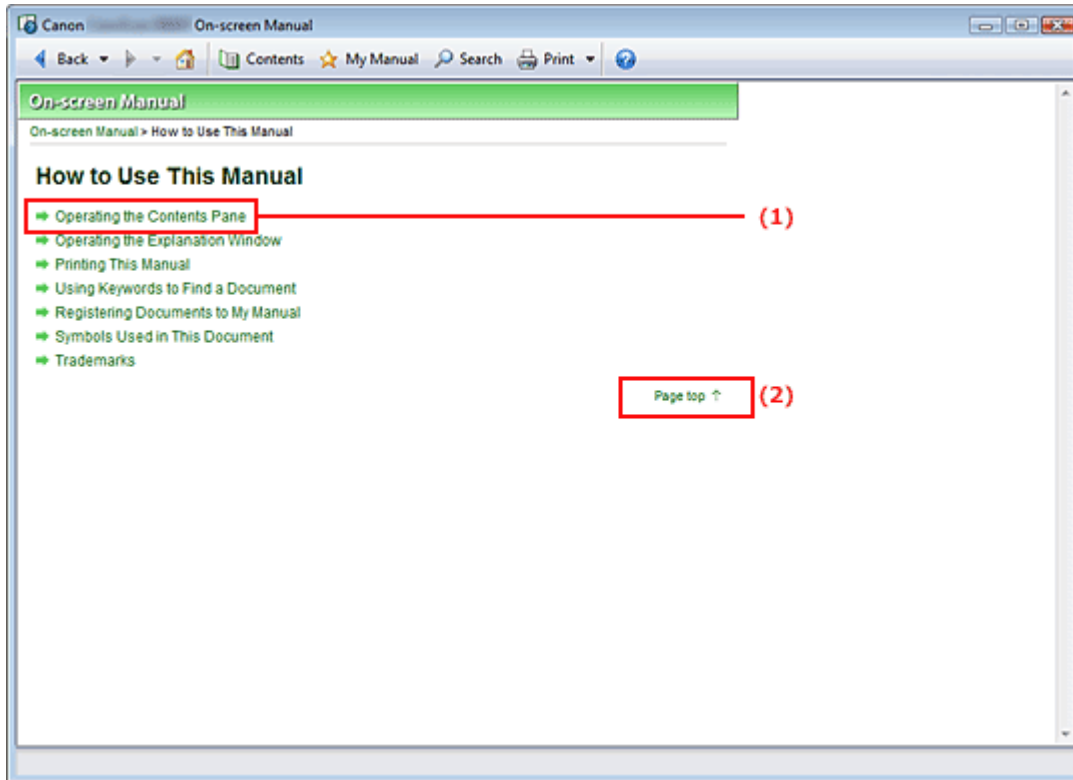 Canon On-screen Manual
Back Contents My Manual Search Print
On-screen Manual
On-screen Manual > How to Use This Manual
How to Use This Manual
Operating the Contents Pane (1)
Operating the Explanation Window
Printing This Manual
Using Keywords to Find a Document
Registering Documents to My Manual
Symbols Used in This Document
Trademarks
Page top ↑ (2)